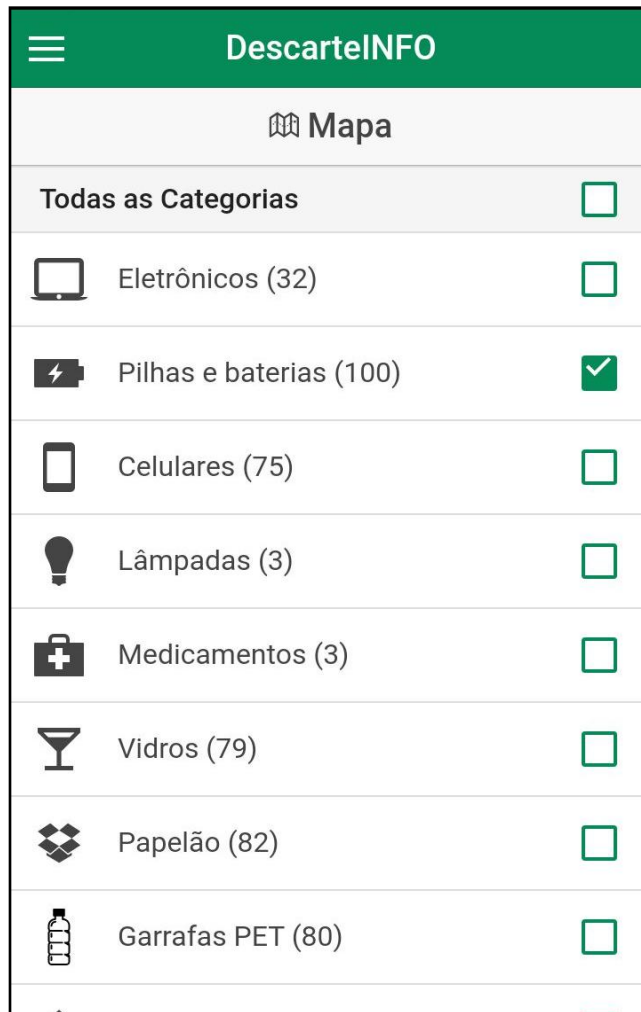 DescarteINFO
Mapa
Todas as Categorias
Eletrônicos (32)
Pilhas e baterias (100)
Celulares (75)
Lâmpadas (3)
Medicamentos (3)
Vidros (79)
Papelão (82)
Garrafas PET (80)